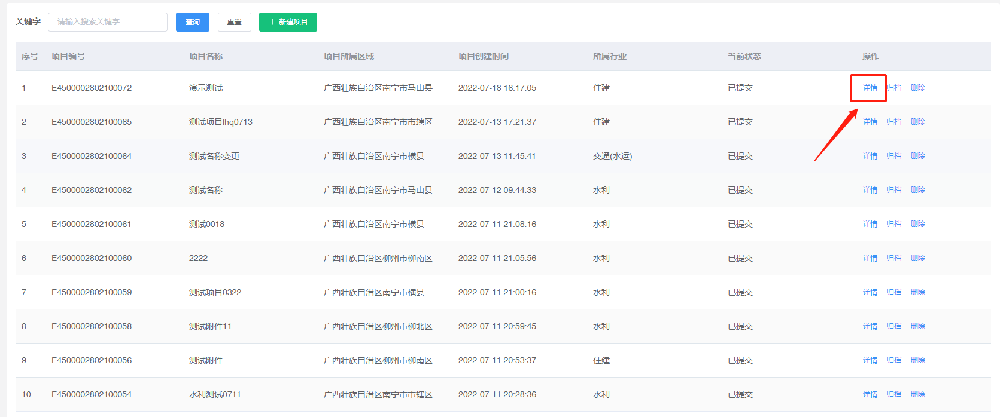 关键字 请输入搜索关键字 查询 重置 + 新建项目
序号 项目编号 项目名称 项目所属区域 项目创建时间 所属行业 当前状态 操作
1 E4500002802100072 演示测试 广西壮族自治区南宁市马山县 2022-07-18 16:17:05 住建 已提交 详情 归档 删除
2 E4500002802100065 测试项目lhq0713 广西壮族自治区南宁市市辖区 2022-07-13 17:21:37 住建 已提交 详情 归档 删除
3 E4500002802100064 测试名称变更 广西壮族自治区南宁市横县 2022-07-13 11:45:41 交通(水运) 已提交 详情 归档 删除
4 E4500002802100062 测试名称 广西壮族自治区南宁市马山县 2022-07-12 09:44:33 水利 已提交 详情 归档 删除
5 E4500002802100061 测试0018 广西壮族自治区南宁市横县 2022-07-11 21:08:16 水利 已提交 详情 归档 删除
6 E4500002802100060 2222 广西壮族自治区柳州市柳南区 2022-07-11 21:05:56 水利 已提交 详情 归档 删除
7 E4500002802100059 测试项目0322 广西壮族自治区南宁市横县 2022-07-11 21:00:16 水利 已提交 详情 归档 删除
8 E4500002802100058 测试附件11 广西壮族自治区柳州市柳北区 2022-07-11 20:59:45 水利 已提交 详情 归档 删除
9 E4500002802100056 测试附件 广西壮族自治区柳州市柳南区 2022-07-11 20:53:37 住建 已提交 详情 归档 删除
10 E4500002802100054 水利测试0711 广西壮族自治区南宁市市辖区 2022-07-11 20:28:36 水利 已提交 详情 归档 删除